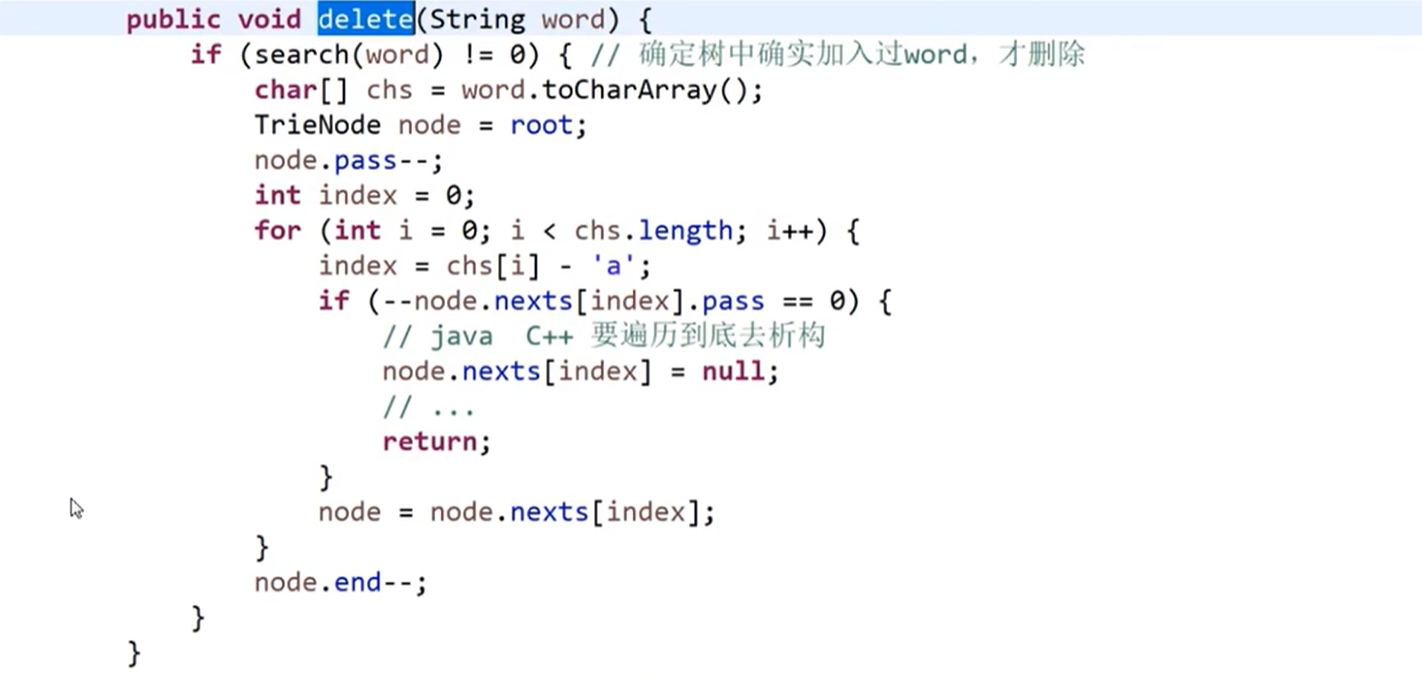 public void delete(String word) {
if (search(word) != 0) { // 确定树中确实加入过word，才删除
char[] chs = word.toCharArray();
TrieNode node = root;
node.pass--;
int index = 0;
for (int i = 0; i < chs.length; i++) {
index = chs[i] - 'a';
if (--node.nexts[index].pass == 0) {
// java  C++ 要遍历到底去析构
node.nexts[index] = null;
// ...
return;
}
node = node.nexts[index];
}
node.end--;
}
}